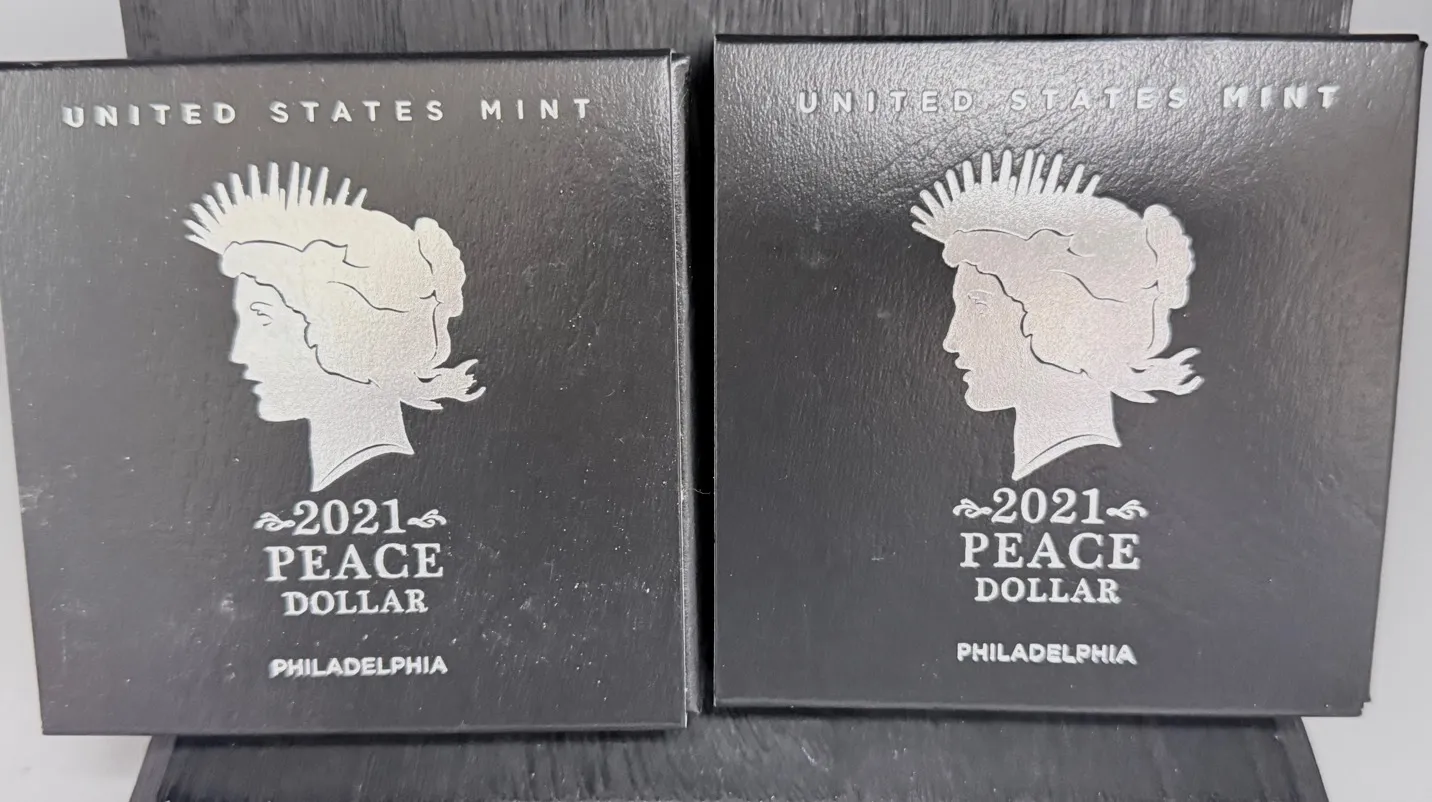 UNITED STATES MINT
2021
PEACE
DOLLAR
PHILADELPHIA
UNITED STATES MINT
2021
PEACE
DOLLAR
PHILADELPHIA